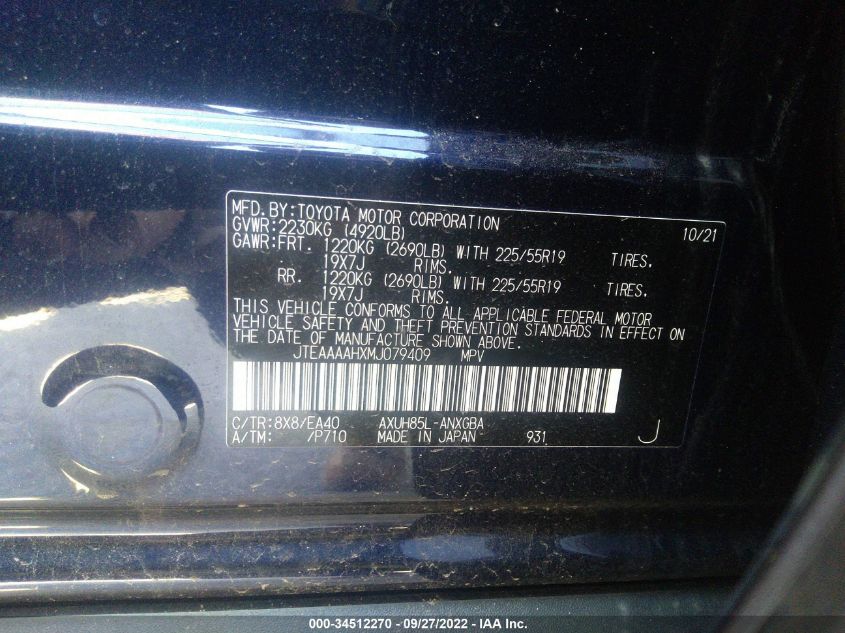 MFD.BY:TOYOTA MOTOR CORPORATION 10/21
GVWR:2230KG (4920LB)
GAWR:FRT. 1220KG (2690LB) WITH 225/55R19 TIRES.
19X7J RIMS.
RR. 1220KG (2690LB) WITH 225/55R19 TIRES.
19X7J RIMS.
THIS VEHICLE CONFORMS TO ALL APPLICABLE FEDERAL MOTOR
VEHICLE SAFETY AND THEFT PREVENTION STANDARDS IN EFFECT ON
THE DATE OF MANUFACTURE SHOWN ABOVE.
JTEAAAAHXMJ079409 MPV
C/TR:8X8/EA40 AXUH85L-ANXGBA
A/TM: /P710 MADE IN JAPAN 931 J
000-34512270 - 09/27/2022 - IAA Inc.